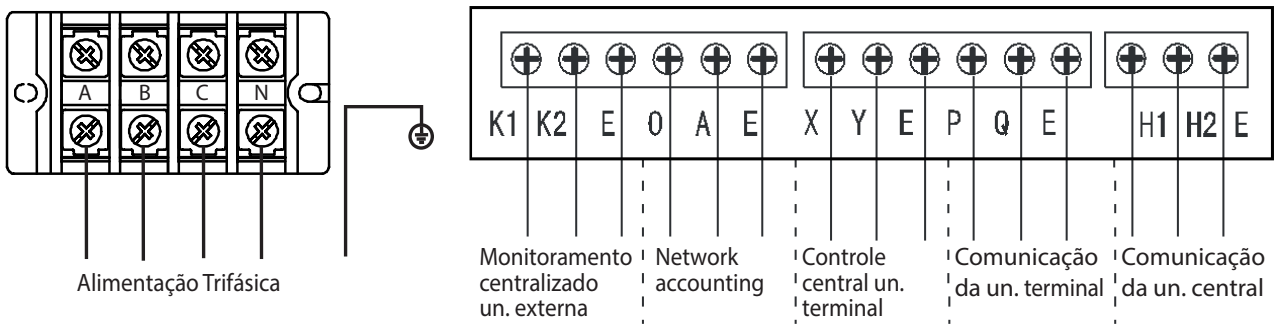 A B C N
Alimentação Trifásica
K1 K2 E O A E X Y E P Q E H1 H2 E
Monitoramento
centralizado
un. externa
Network
accounting
Controle
central un.
terminal
Comunicação
da un. terminal
Comunicação
da un. central